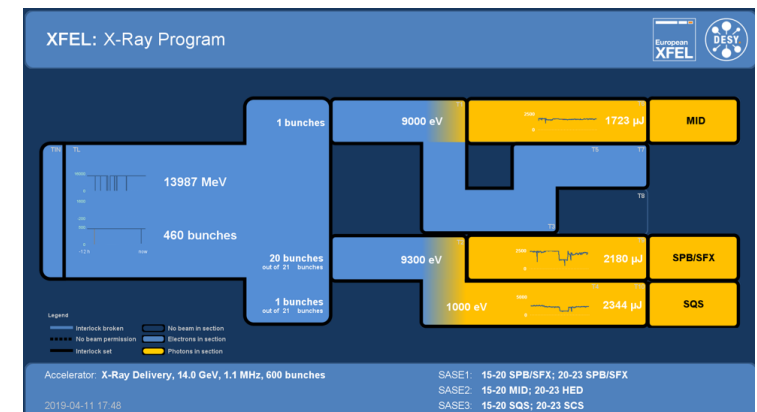 XFEL: X-Ray Program
European
XFEL
DESY
1 bunches
9000 eV
1723 µJ
MID
TIN
TL
T6
T7
T8
13987 MeV
460 bunches
20 bunches
out of 21 bunches
9300 eV
2180 µJ
SPB/SFX
1 bunches
out of 21 bunches
1000 eV
2344 µJ
SQS
Legend
Interlock broken
No beam in section
No beam permission
Electrons in section
Interlock set
Photons in section
Accelerator: X-Ray Delivery, 14.0 GeV, 1.1 MHz, 600 bunches
SASE1: 15-20 SPB/SFX; 20-23 SPB/SFX
SASE2: 15-20 MID; 20-23 HED
2019-04-11 17:48
SASE3: 15-20 SQS; 20-23 SCS